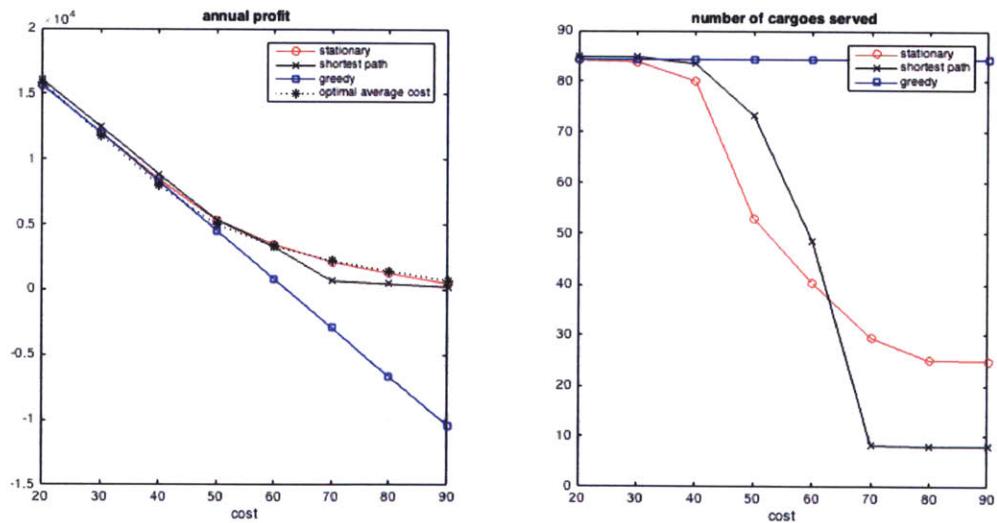 annual profit
× 10^4
2
1.5
1
0.5
0
-0.5
-1
-1.5
20 30 40 50 60 70 80 90
cost
stationary
shortest path
greedy
optimal average cost
number of cargoes served
90
80
70
60
50
40
30
20
10
0
20 30 40 50 60 70 80 90
cost
stationary
shortest path
greedy